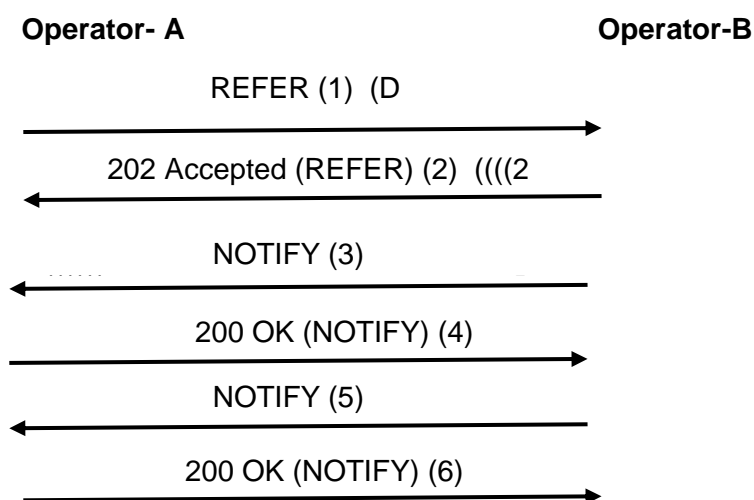 Operator- A Operator-B
REFER (1) (D
202 Accepted (REFER) (2) ((((2
NOTIFY (3)
200 OK (NOTIFY) (4)
NOTIFY (5)
200 OK (NOTIFY) (6)